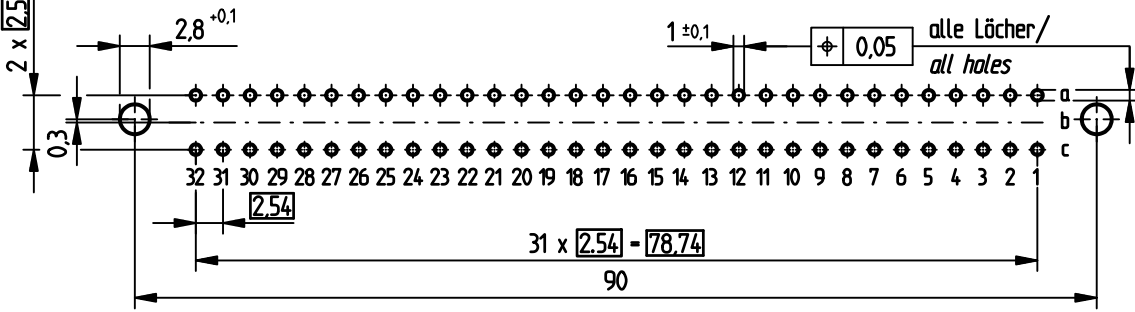 2 x 2,5
2,8 +0,1
1 ±0,1
⌖ 0,05
alle Löcher/
all holes
a
b
c
0,3
32 31 30 29 28 27 26 25 24 23 22 21 20 19 18 17 16 15 14 13 12 11 10 9 8 7 6 5 4 3 2 1
2,54
31 x 2.54 = 78,74
90